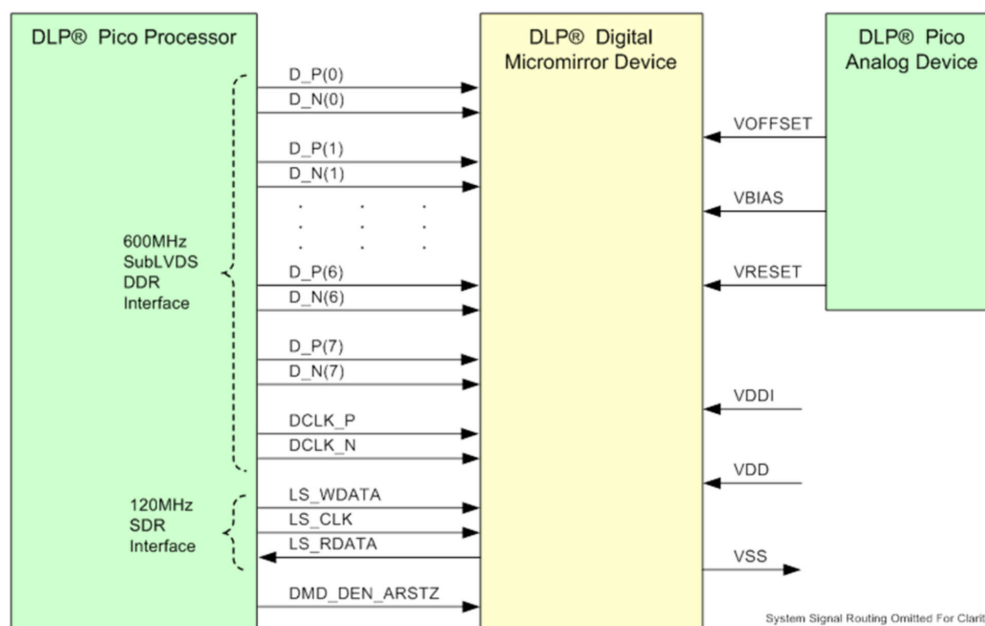 DLP® Pico Processor
DLP® Digital
Micromirror Device
DLP® Pico
Analog Device
D_P(0)
D_N(0)
D_P(1)
D_N(1)
600MHz
SubLVDS
DDR
Interface
D_P(6)
D_N(6)
D_P(7)
D_N(7)
DCLK_P
DCLK_N
120MHz
SDR
Interface
LS_WDATA
LS_CLK
LS_RDATA
DMD_DEN_ARSTZ
VOFFSET
VBIAS
VRESET
VDDI
VDD
VSS
System Signal Routing Omitted For Clarit